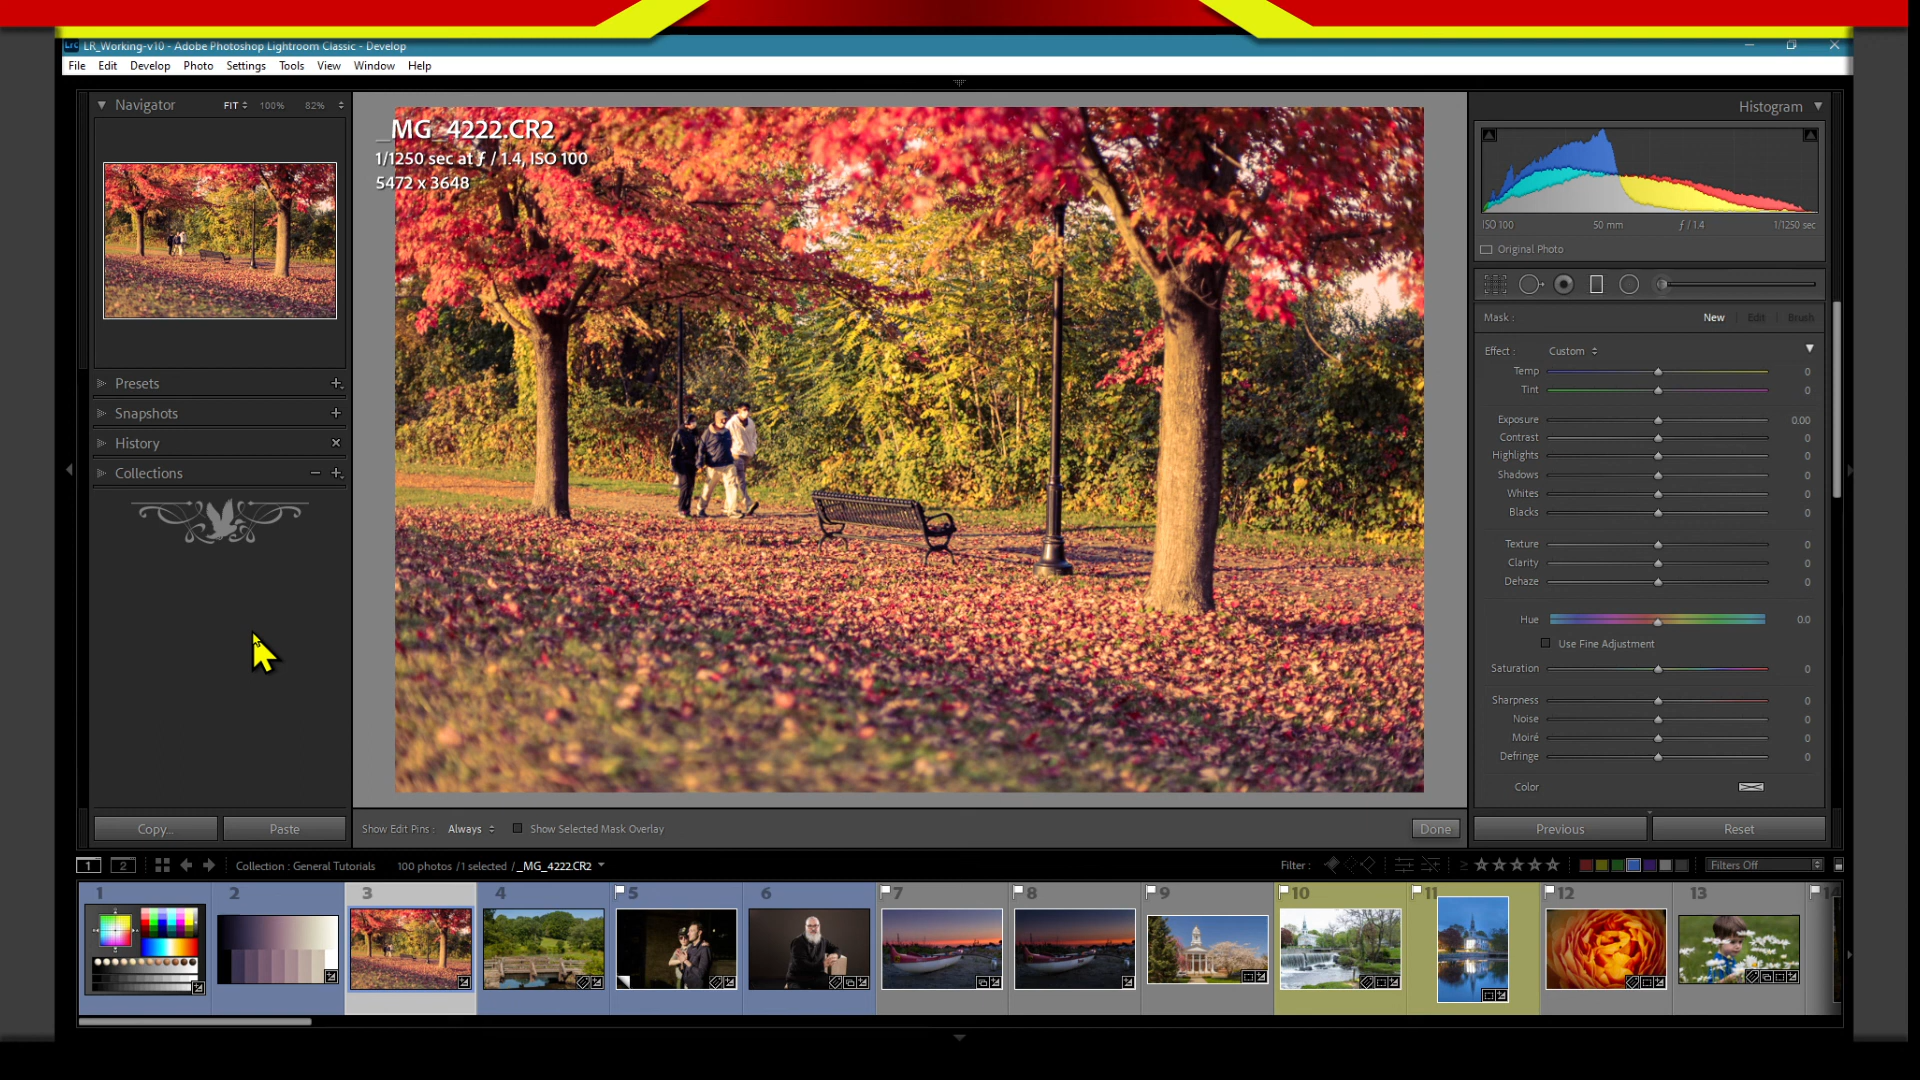 Lrc LR_Working-v10 - Adobe Photoshop Lightroom Classic - Develop
File Edit Develop Photo Settings Tools View Window Help
Navigator FIT 100% 82%
Presets
Snapshots
History
Collections
Copy... Paste
_MG_4222.CR2
1/1250 sec at ƒ / 1.4, ISO 100
5472 x 3648
Show Edit Pins : Always Show Selected Mask Overlay Done
Histogram
ISO 100 50 mm ƒ / 1.4 1/1250 sec
Original Photo
Mask : New Edit Brush
Effect : Custom
Temp 0
Tint 0
Exposure 0.00
Contrast 0
Highlights 0
Shadows 0
Whites 0
Blacks 0
Texture 0
Clarity 0
Dehaze 0
Hue 0.0
Use Fine Adjustment
Saturation 0
Sharpness 0
Noise 0
Moiré 0
Defringe 0
Color
Previous Reset
1 2 Collection : General Tutorials 100 photos / 1 selected / _MG_4222.CR2 Filter : ≥ Filters Off
1 2 3 4 5 6 7 8 9 10 11 12 13 14